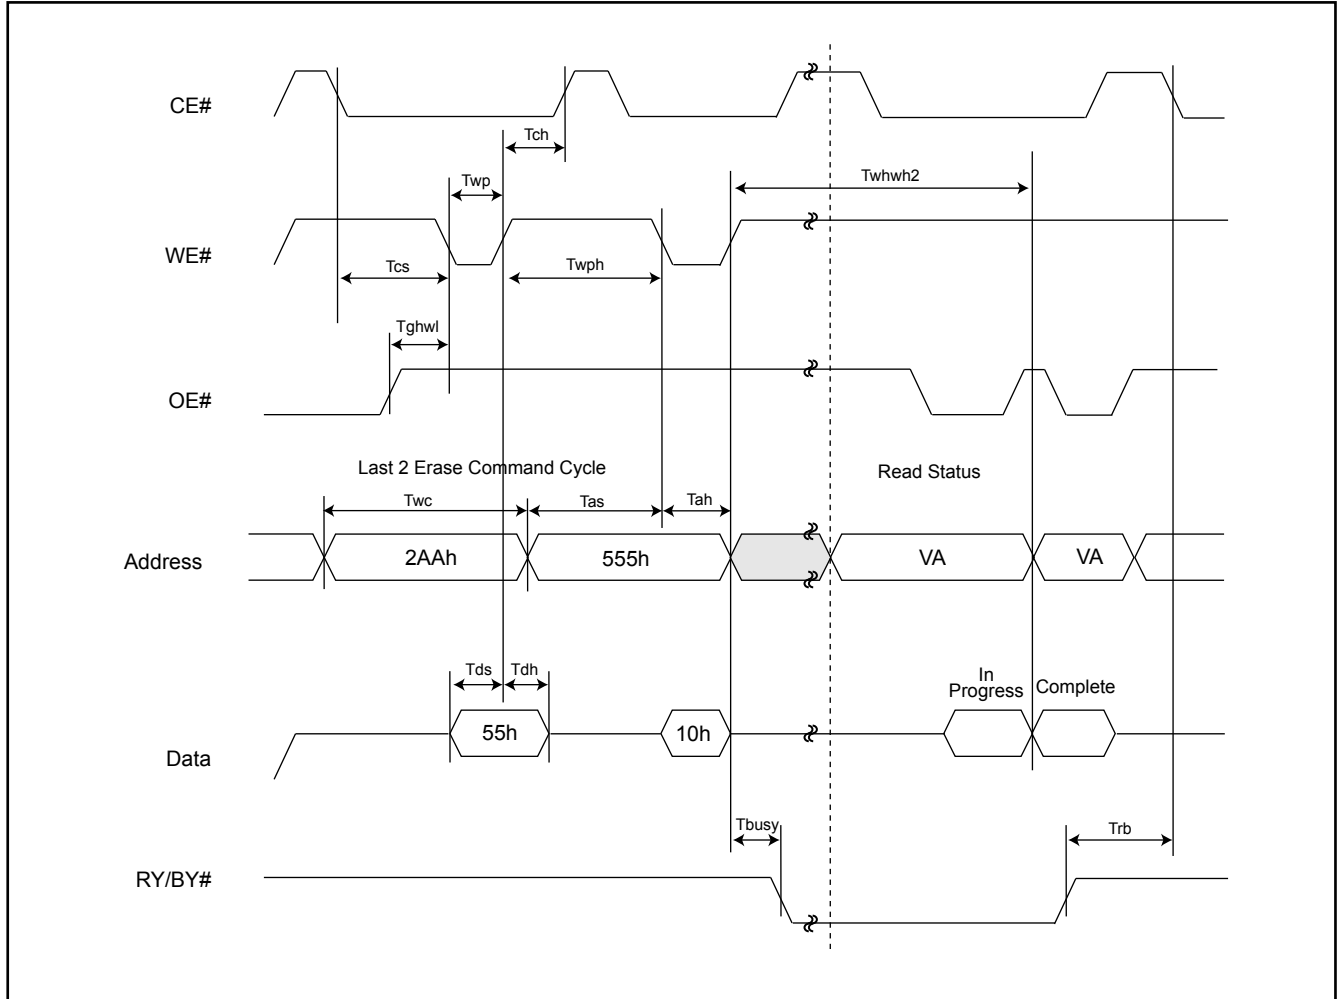 CE#
Tch
Twp
Twhwh2
WE#
Tcs
Twph
Tghwl
OE#
Last 2 Erase Command Cycle
Read Status
Twc
Tas
Tah
Address
2AAh
555h
VA
VA
Tds
Tdh
In
Progress
Complete
55h
10h
Data
Tbusy
Trb
RY/BY#